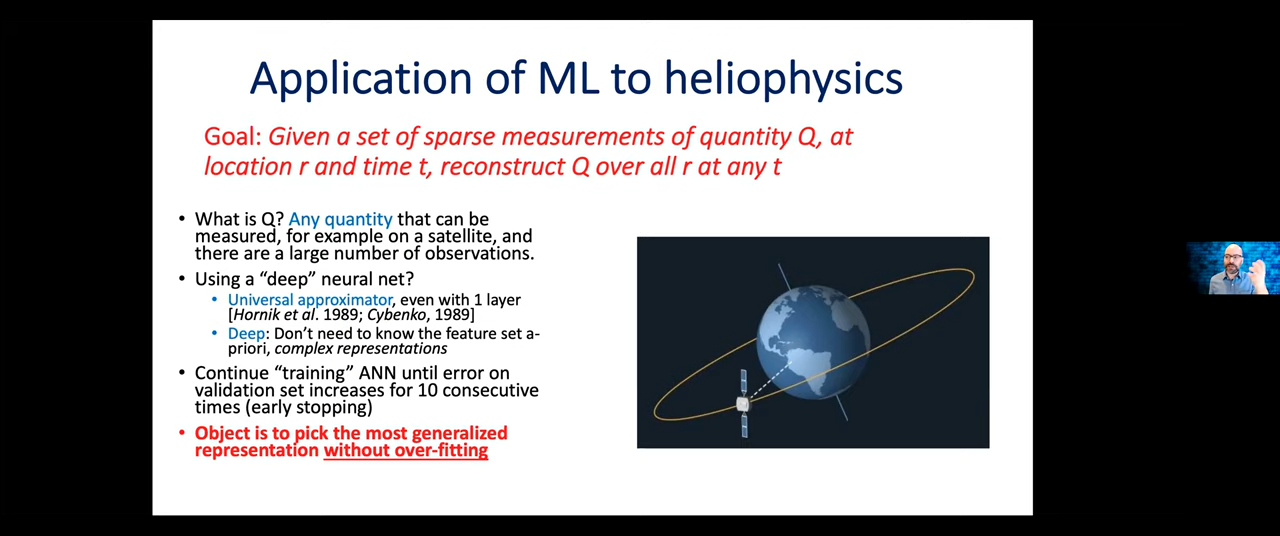 Application of ML to heliophysics
Goal: Given a set of sparse measurements of quantity Q, at
location r and time t, reconstruct Q over all r at any t
• What is Q? Any quantity that can be
measured, for example on a satellite, and
there are a large number of observations.
• Using a “deep” neural net?
• Universal approximator, even with 1 layer
[Hornik et al. 1989; Cybenko, 1989]
• Deep: Don’t need to know the feature set a-
priori, complex representations
• Continue “training” ANN until error on
validation set increases for 10 consecutive
times (early stopping)
• Object is to pick the most generalized
representation without over-fitting